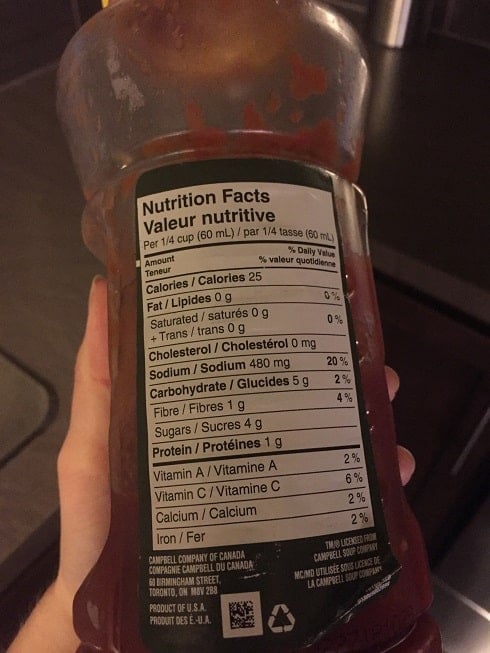 Nutrition Facts
Valeur nutritive
Per 1/4 cup (60 mL) / par 1/4 tasse (60 mL)
Amount % Daily Value
Teneur % valeur quotidienne
Calories / Calories 25
Fat / Lipides 0 g 0 %
Saturated / saturés 0 g 0 %
+ Trans / trans 0 g
Cholesterol / Cholestérol 0 mg
Sodium / Sodium 480 mg 20 %
Carbohydrate / Glucides 5 g 2 %
Fibre / Fibres 1 g 4 %
Sugars / Sucres 4 g
Protein / Protéines 1 g
Vitamin A / Vitamine A 2 %
Vitamin C / Vitamine C 6 %
Calcium / Calcium 2 %
Iron / Fer 2 %
CAMPBELL COMPANY OF CANADA
COMPAGNIE CAMPBELL DU CANADA
60 BIRMINGHAM STREET,
TORONTO, ON M8V 2B8
PRODUCT OF U.S.A.
PRODUIT DES É.-U.A.
TM/® LICENSED FROM
CAMPBELL SOUP COMPANY
MC/MD UTILISÉE SOUS LICENCE DE
LA CAMPBELL SOUP COMPANY